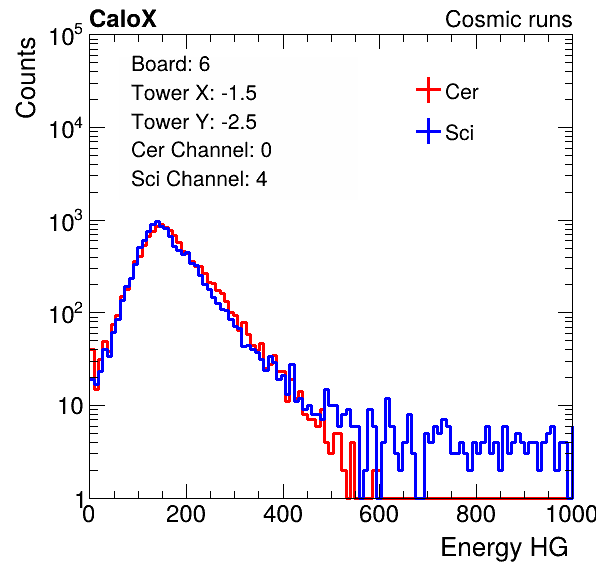 CaloX Cosmic runs
Counts
10^5
10^4
10^3
10^2
10
1
Board: 6
Tower X: -1.5
Tower Y: -2.5
Cer Channel: 0
Sci Channel: 4
Cer
Sci
0 200 400 600 800 1000
Energy HG